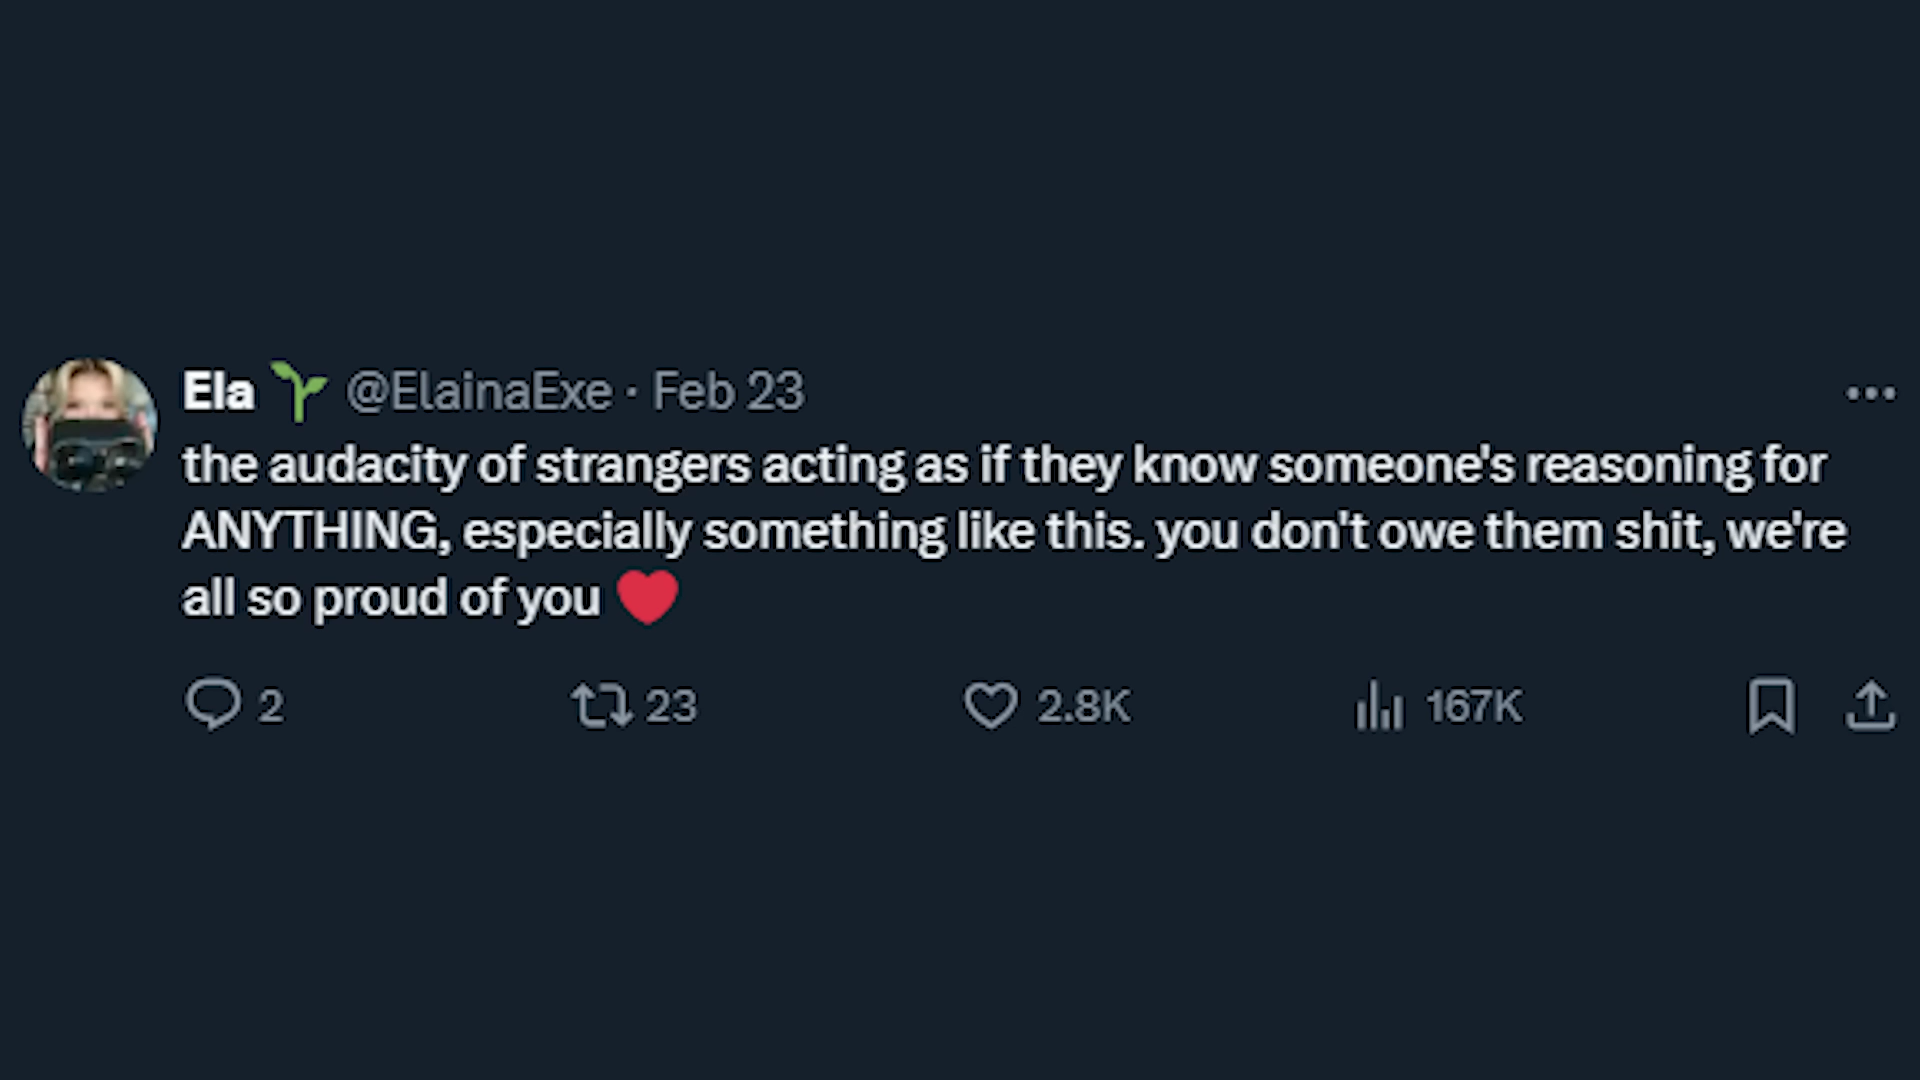 Ela 🌱 @ElainaExe · Feb 23
the audacity of strangers acting as if they know someone's reasoning for
ANYTHING, especially something like this. you don't owe them shit, we're
all so proud of you ❤️
2 23 2.8K 167K